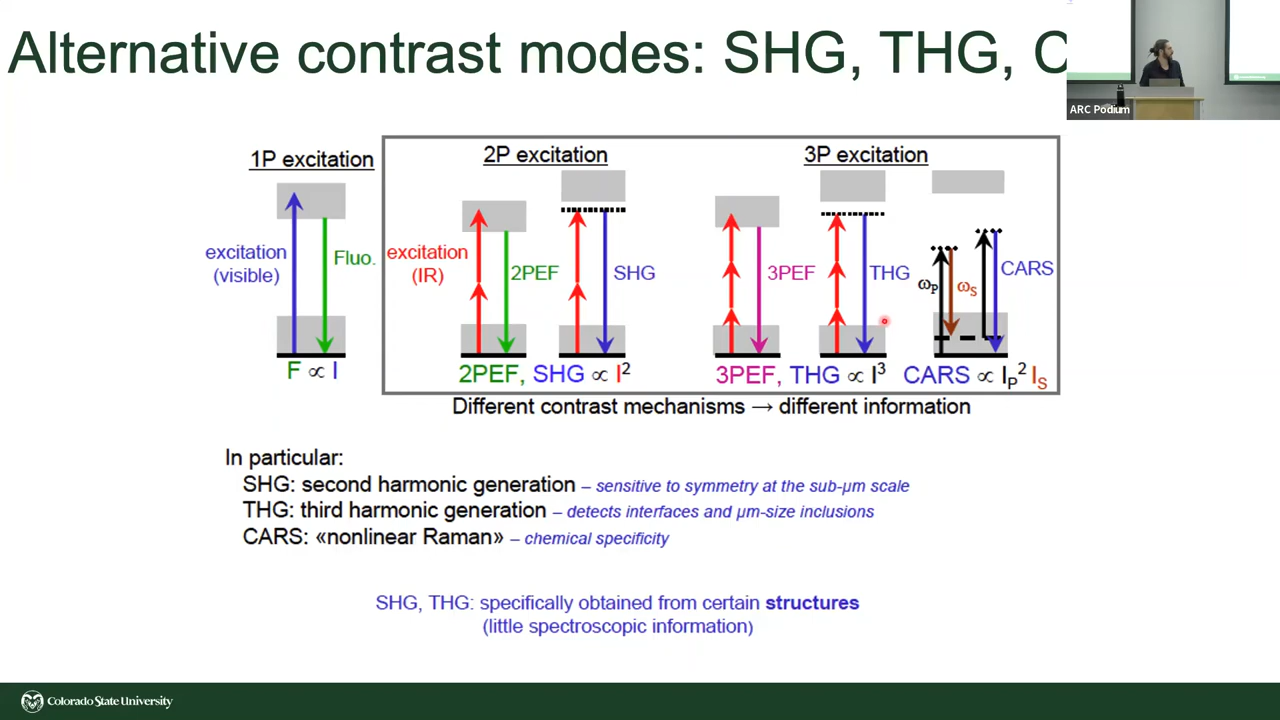 Alternative contrast modes: SHG, THG, C
ARC Podium
1P excitation
2P excitation
3P excitation
excitation
(visible)
Fluo.
excitation
(IR)
2PEF
SHG
3PEF
THG
ωP
ωS
CARS
F ∝ I
2PEF, SHG ∝ I²
3PEF, THG ∝ I³
CARS ∝ IP² IS
Different contrast mechanisms → different information
In particular:
SHG: second harmonic generation – sensitive to symmetry at the sub-µm scale
THG: third harmonic generation – detects interfaces and µm-size inclusions
CARS: «nonlinear Raman» – chemical specificity
SHG, THG: specifically obtained from certain structures
(little spectroscopic information)
Colorado State University